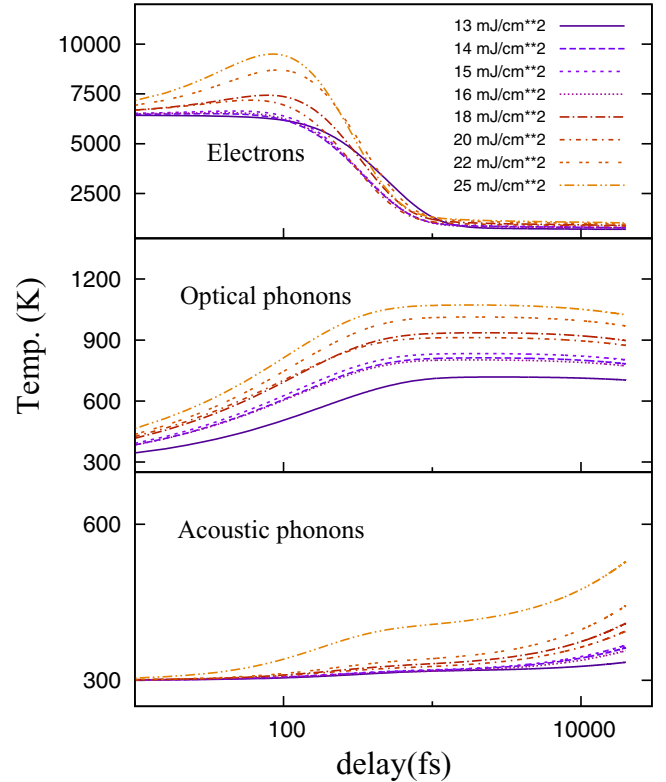 10000
7500
5000
2500
Electrons
13 mJ/cm**2
14 mJ/cm**2
15 mJ/cm**2
16 mJ/cm**2
18 mJ/cm**2
20 mJ/cm**2
22 mJ/cm**2
25 mJ/cm**2
Temp. (K)
1200
900
600
300
Optical phonons
600
300
Acoustic phonons
100
10000
delay(fs)